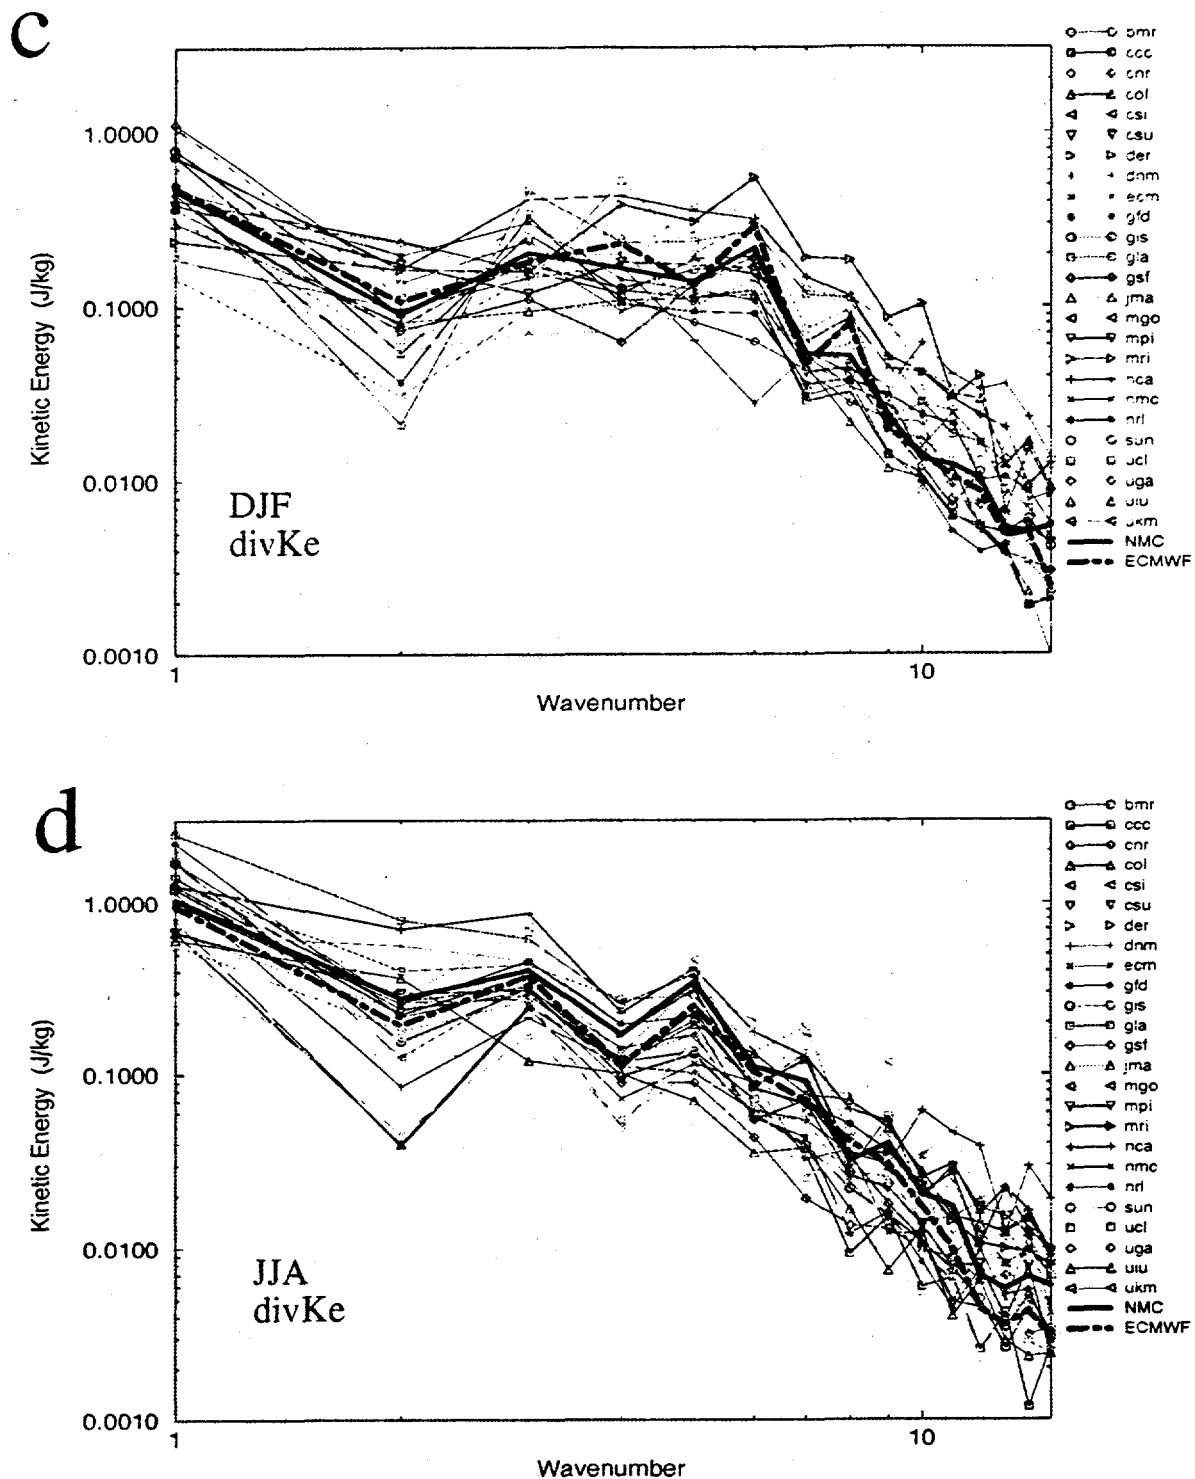 c
1.0000
0.1000
0.0100
0.0010
Kinetic Energy (J/kg)
DJF
divKe
1
10
Wavenumber
bmr
ccc
cnr
col
csi
csu
der
dnm
ecm
gfd
gis
gla
gsf
jma
mgo
mpi
mri
nca
nmc
nrl
sun
ucl
uga
uiu
ukm
NMC
ECMWF
d
1.0000
0.1000
0.0100
0.0010
Kinetic Energy (J/kg)
JJA
divKe
1
10
Wavenumber
bmr
ccc
cnr
col
csi
csu
der
dnm
ecm
gfd
gis
gla
gsf
jma
mgo
mpi
mri
nca
nmc
nrl
sun
ucl
uga
uiu
ukm
NMC
ECMWF